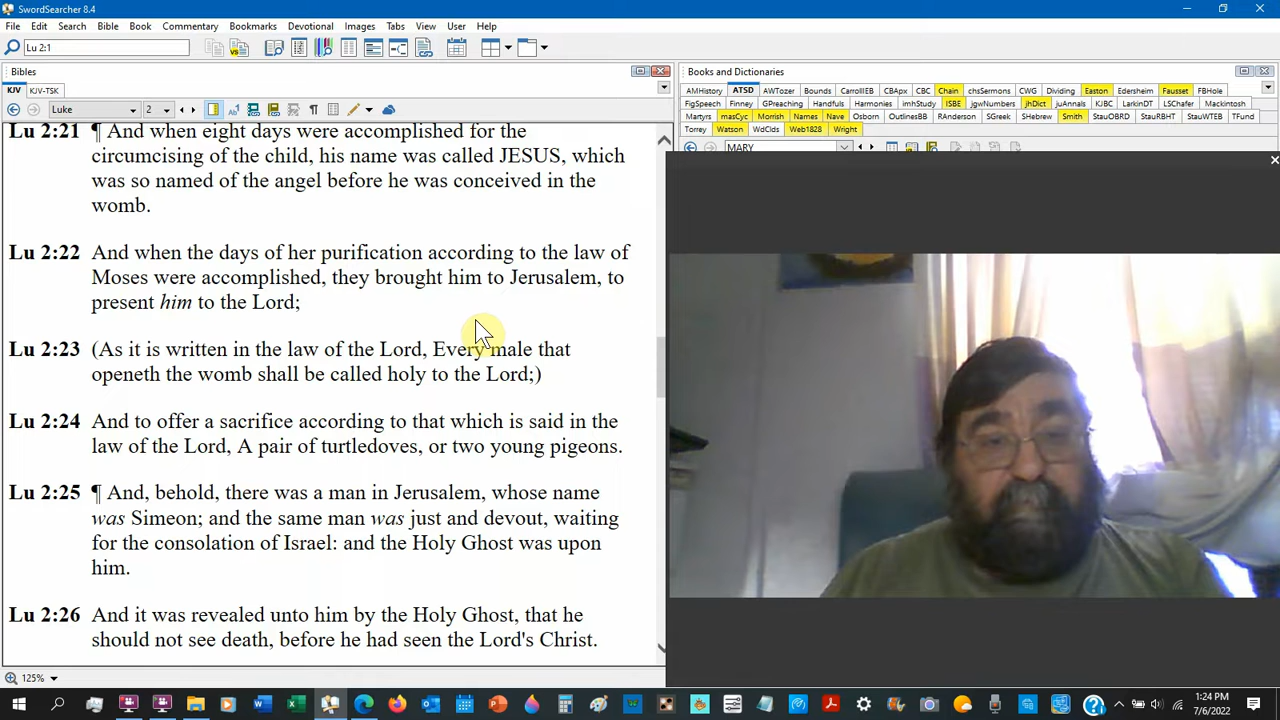 SwordSearcher 8.4
File Edit Search Bible Book Commentary Bookmarks Devotional Images Tabs View User Help
Lu 2:1
Bibles
KJV KJV-TSK
Luke 2
Lu 2:21 ¶ And when eight days were accomplished for the
circumcising of the child, his name was called JESUS, which
was so named of the angel before he was conceived in the
womb.
Lu 2:22 And when the days of her purification according to the law of
Moses were accomplished, they brought him to Jerusalem, to
present him to the Lord;
Lu 2:23 (As it is written in the law of the Lord, Every male that
openeth the womb shall be called holy to the Lord;)
Lu 2:24 And to offer a sacrifice according to that which is said in the
law of the Lord, A pair of turtledoves, or two young pigeons.
Lu 2:25 ¶ And, behold, there was a man in Jerusalem, whose name
was Simeon; and the same man was just and devout, waiting
for the consolation of Israel: and the Holy Ghost was upon
him.
Lu 2:26 And it was revealed unto him by the Holy Ghost, that he
should not see death, before he had seen the Lord's Christ.
125%
Books and Dictionaries
AMHistory ATSD AWTozer Bounds CarrollEB CBApx CBC Chain chsSermons CWG Dividing Easton Edersheim Fausset FBHole
FigSpeech Finney GPreaching Handfuls Harmonies imhStudy ISBE jgwNumbers jhDict juAnnals KJBC LarkinDT LSChafer Mackintosh
Martyrs masCyc Morrish Names Nave Osborn OutlinesBB RAnderson SGreek SHebrew Smith StauOBRD StauRBHT StauWTEB TFund
Torrey Watson WdClds Web1828 Wright
MARY
1:24 PM
7/6/2022